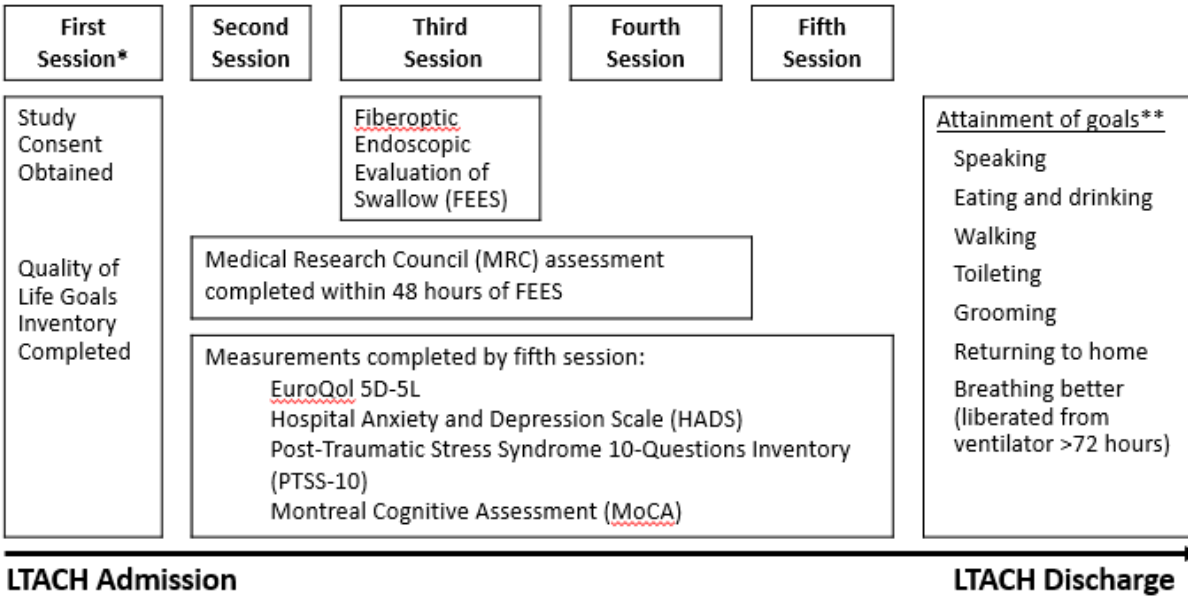 First
Session*
Second
Session
Third
Session
Fourth
Session
Fifth
Session
Study
Consent
Obtained
Quality of
Life Goals
Inventory
Completed
Fiberoptic
Endoscopic
Evaluation of
Swallow (FEES)
Medical Research Council (MRC) assessment
completed within 48 hours of FEES
Measurements completed by fifth session:
EuroQol 5D-5L
Hospital Anxiety and Depression Scale (HADS)
Post-Traumatic Stress Syndrome 10-Questions Inventory
(PTSS-10)
Montreal Cognitive Assessment (MoCA)
Attainment of goals**
Speaking
Eating and drinking
Walking
Toileting
Grooming
Returning to home
Breathing better
(liberated from
ventilator >72 hours)
LTACH Admission
LTACH Discharge